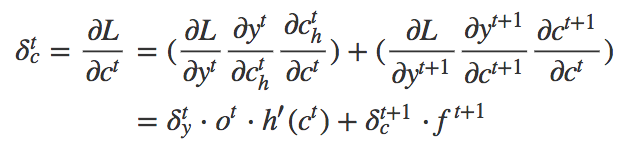 δ_c^t = ∂L/∂c^t = (∂L/∂y^t ∂y^t/∂c_h^t ∂c_h^t/∂c^t) + (∂L/∂y^{t+1} ∂y^{t+1}/∂c^{t+1} ∂c^{t+1}/∂c^t)
= δ_y^t · o^t · h′(c^t) + δ_c^{t+1} · f^{t+1}